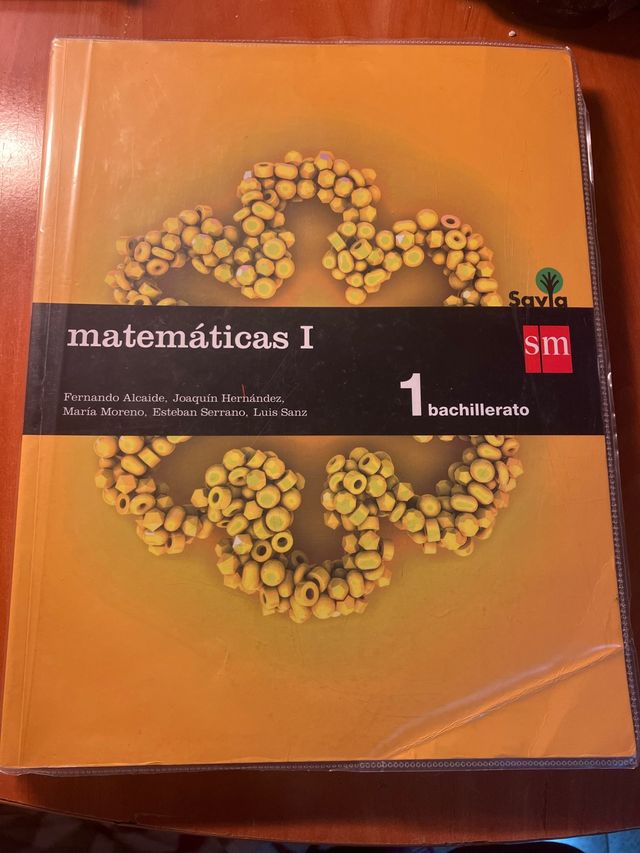 Savia
matemáticas I
sm
Fernando Alcaide, Joaquín Hernández,
María Moreno, Esteban Serrano, Luis Sanz
1 bachillerato